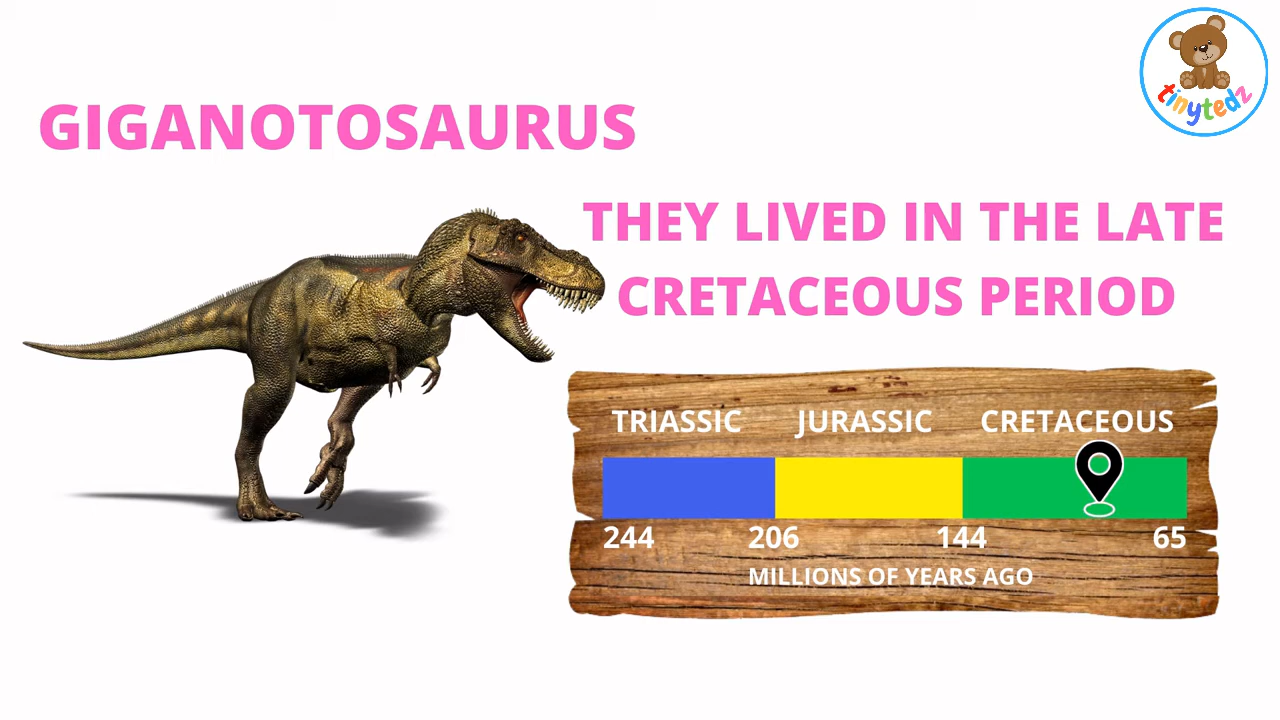 tinytedz
GIGANOTOSAURUS
THEY LIVED IN THE LATE
CRETACEOUS PERIOD
TRIASSIC JURASSIC CRETACEOUS
244 206 144 65
MILLIONS OF YEARS AGO